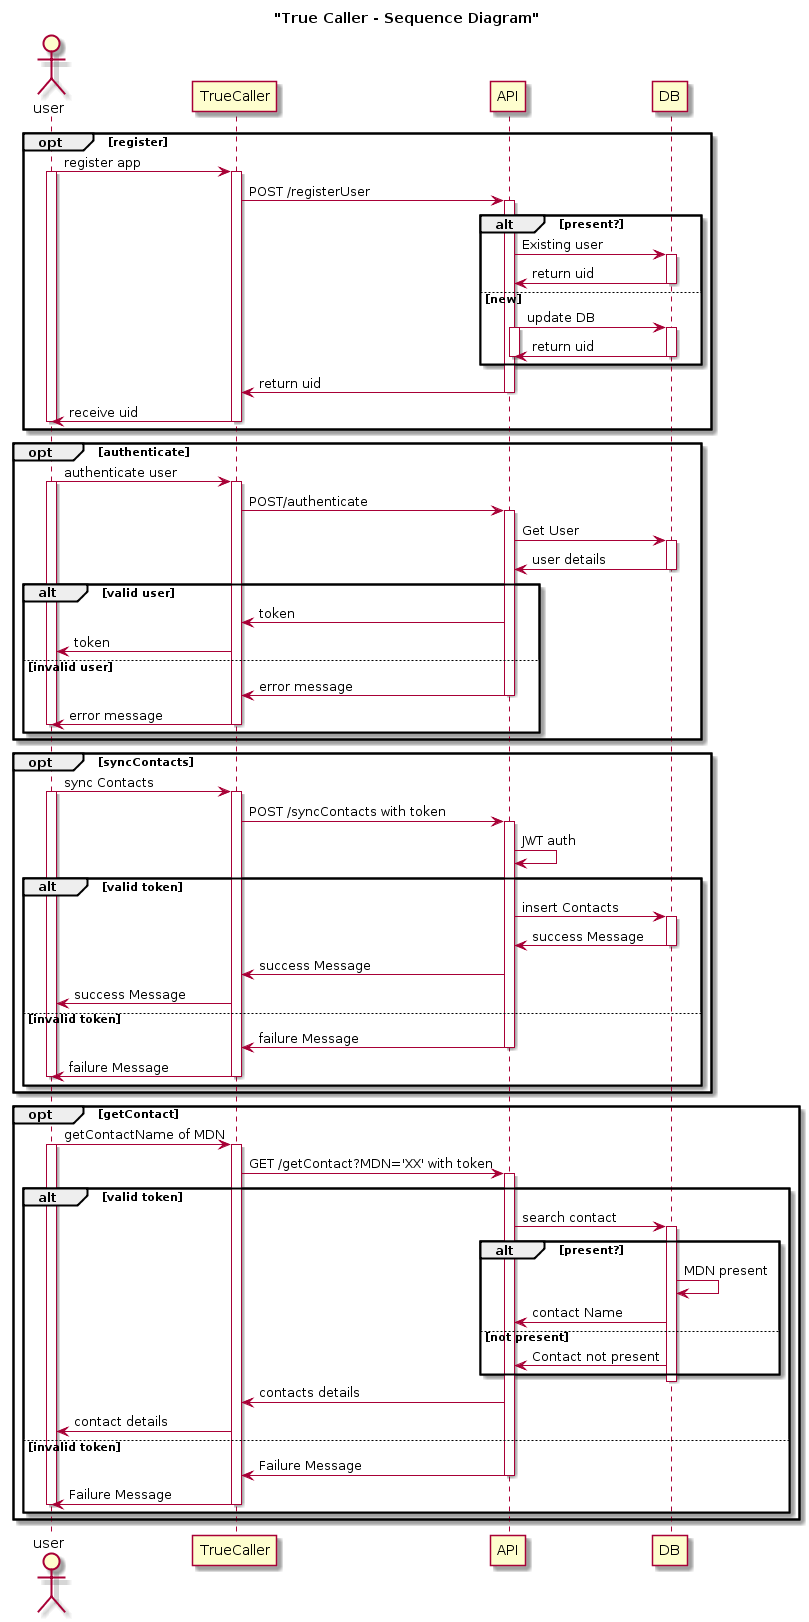 "True Caller - Sequence Diagram"
user
TrueCaller
API
DB
opt [register]
register app
POST /registerUser
alt [present?]
Existing user
return uid
[new]
update DB
return uid
return uid
receive uid
opt [authenticate]
authenticate user
POST/authenticate
Get User
user details
alt [valid user]
token
token
[invalid user]
error message
error message
opt [syncContacts]
sync Contacts
POST /syncContacts with token
JWT auth
alt [valid token]
insert Contacts
success Message
success Message
success Message
[invalid token]
failure Message
failure Message
opt [getContact]
getContactName of MDN
GET /getContact?MDN='XX' with token
alt [valid token]
search contact
alt [present?]
MDN present
contact Name
[not present]
Contact not present
contacts details
contact details
[invalid token]
Failure Message
Failure Message
user
TrueCaller
API
DB